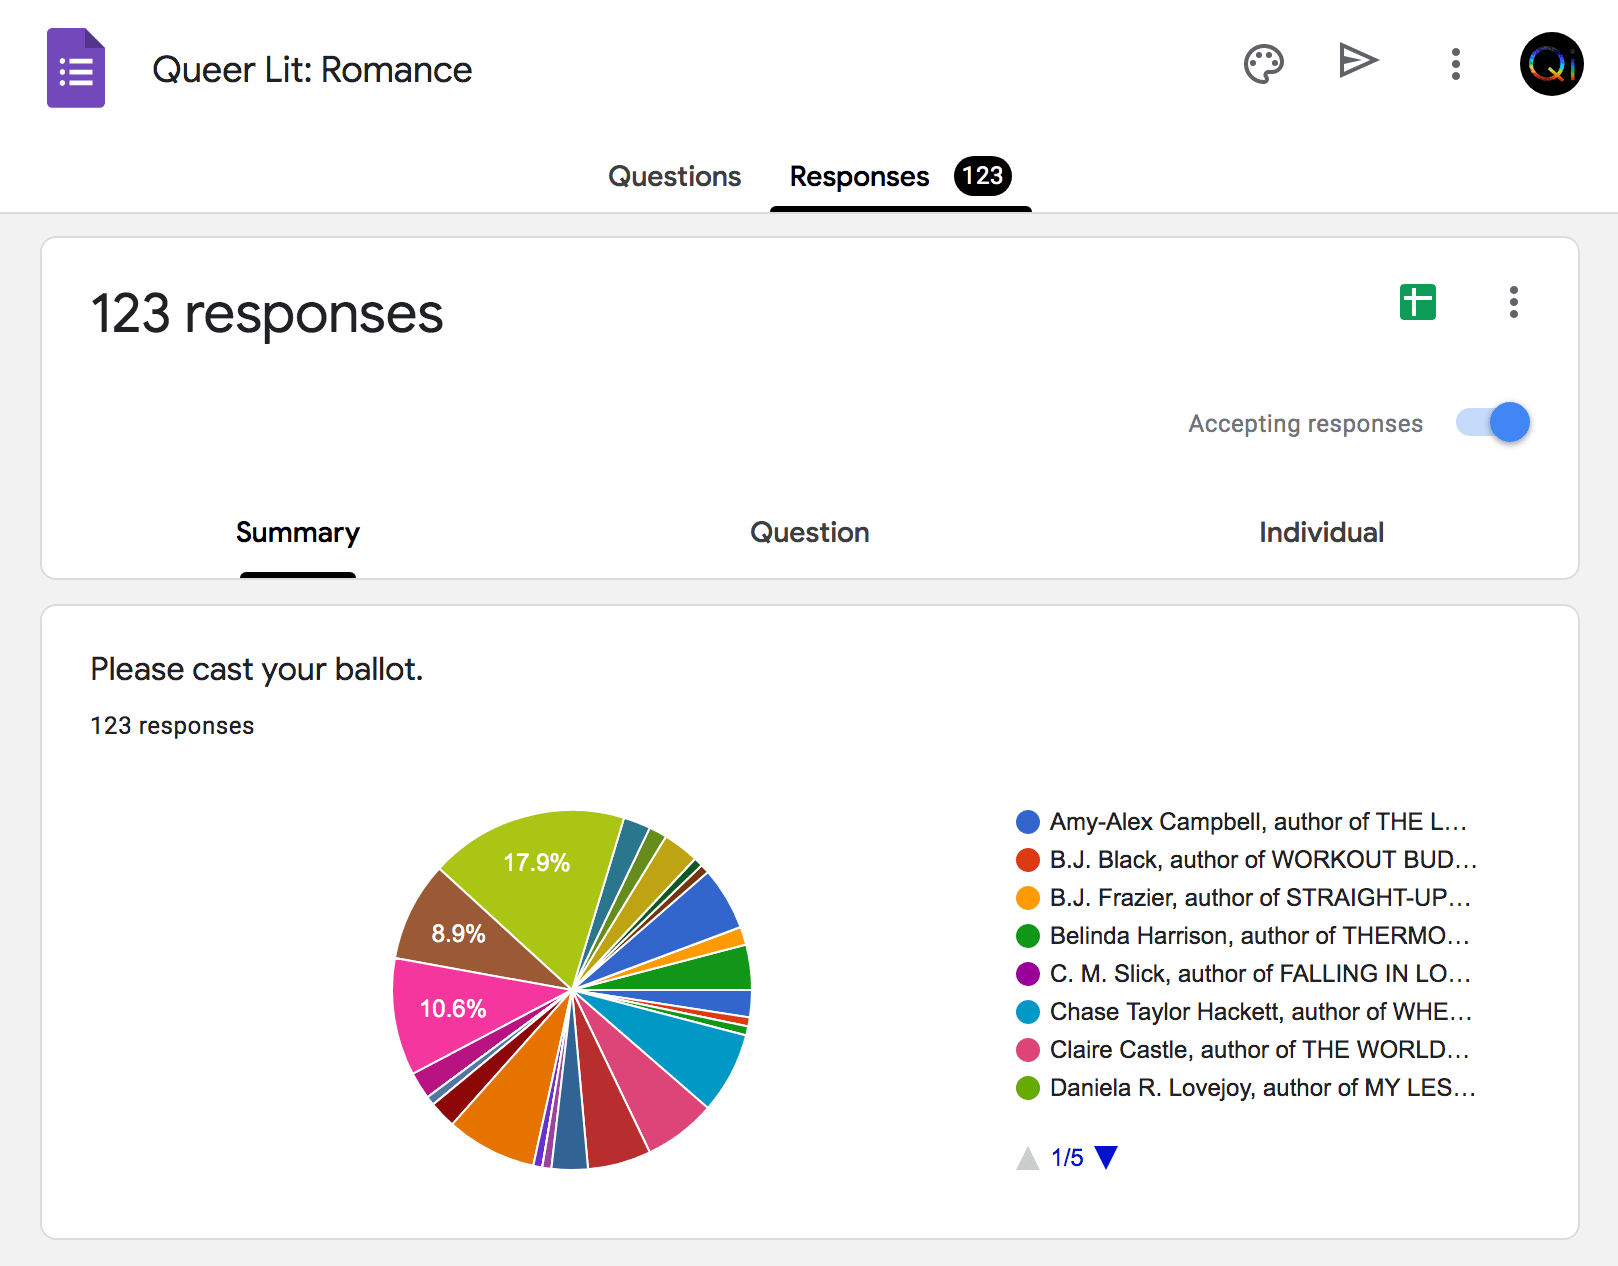 Queer Lit: Romance
Qi
Questions
Responses 123
123 responses
Accepting responses
Summary
Question
Individual
Please cast your ballot.
123 responses
17.9%
8.9%
10.6%
Amy-Alex Campbell, author of THE L...
B.J. Black, author of WORKOUT BUD...
B.J. Frazier, author of STRAIGHT-UP...
Belinda Harrison, author of THERMO...
C. M. Slick, author of FALLING IN LO...
Chase Taylor Hackett, author of WHE...
Claire Castle, author of THE WORLD...
Daniela R. Lovejoy, author of MY LES...
1/5